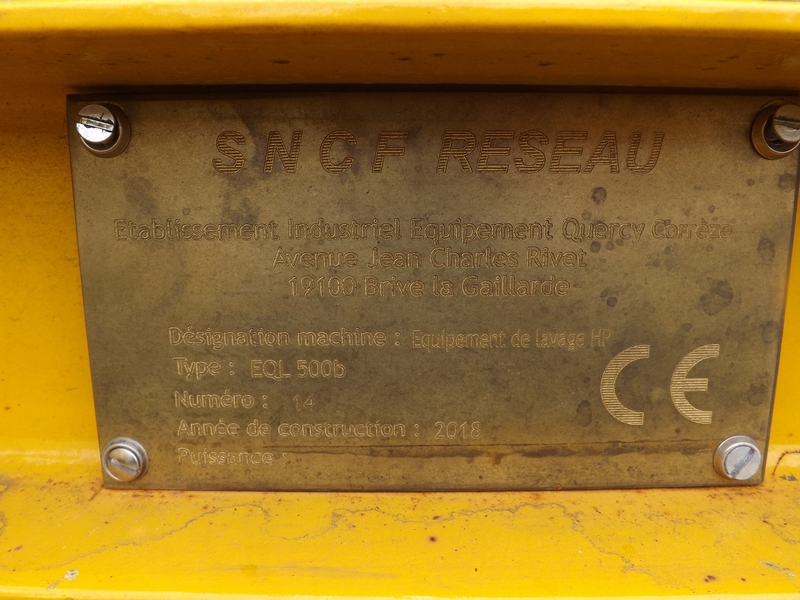 SNCF RESEAU
Etablissement Industriel Equipement Quercy Corrèze
Avenue Jean Charles Rivet
19100 Brive la Gaillarde
Désignation machine : Equipement de lavage HP
Type : EQL 500b
Numéro : 14
Année de construction : 2018
Puissance :
CE